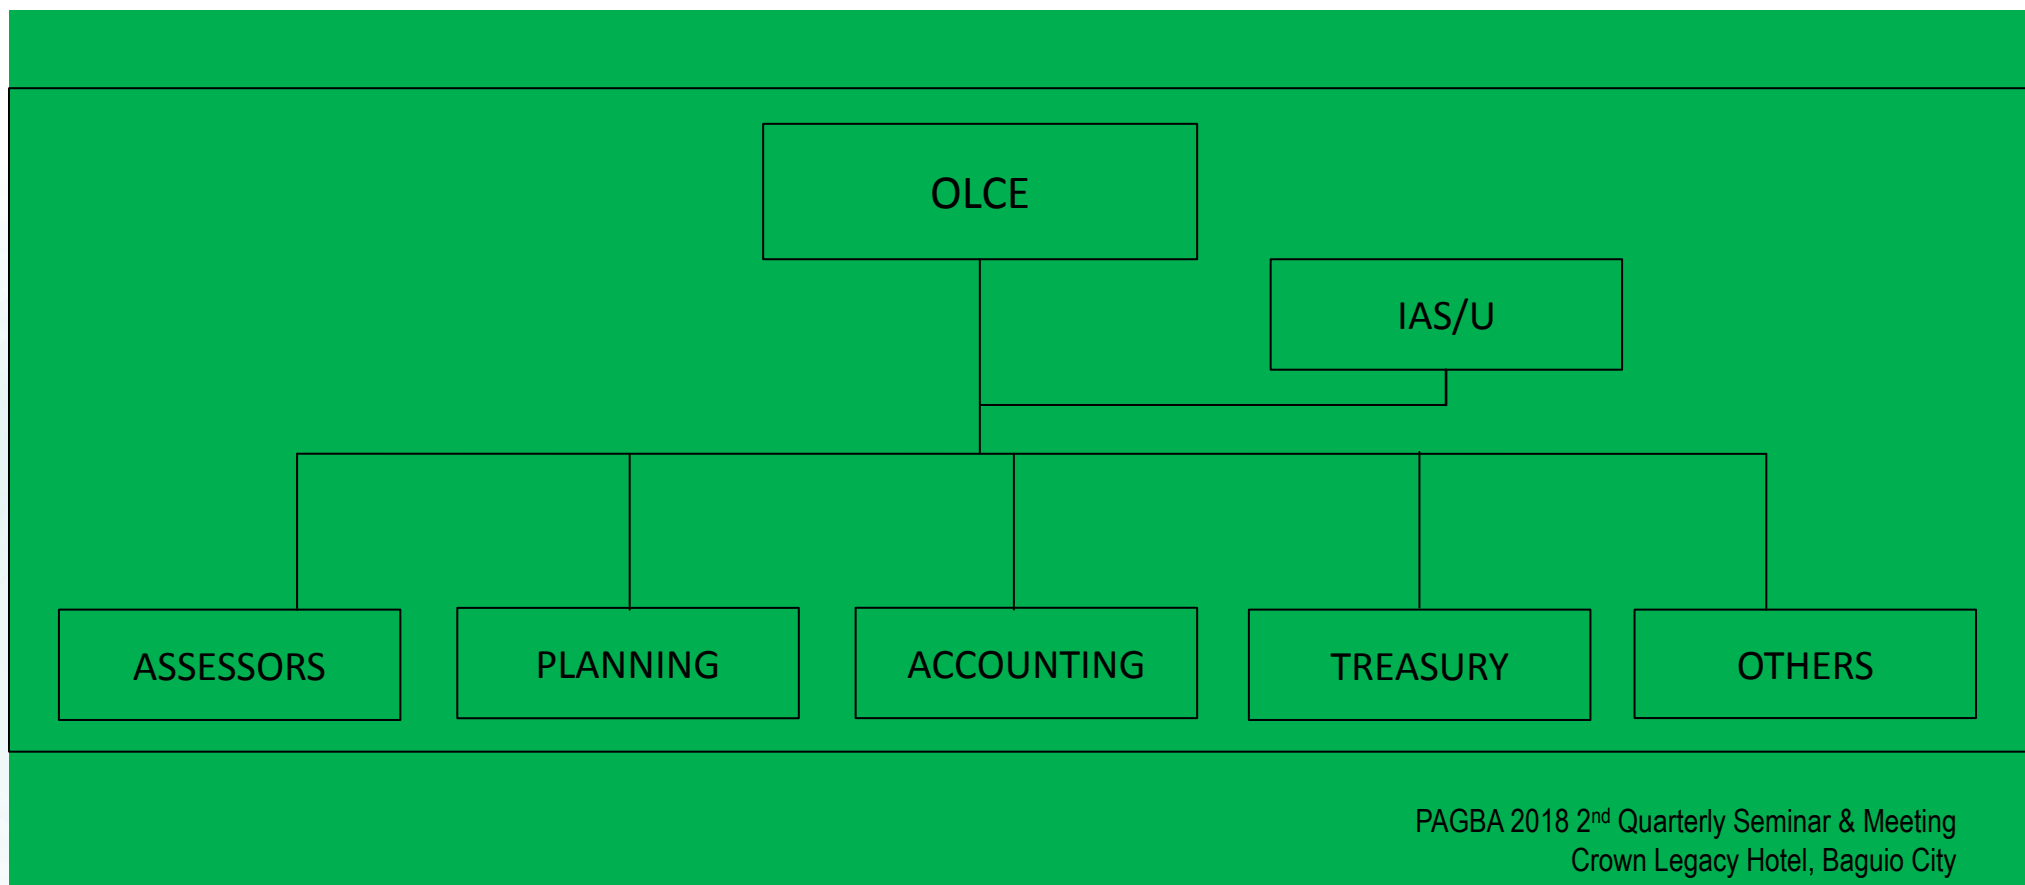 OLCE
IAS/U
ASSESSORS
PLANNING
ACCOUNTING
TREASURY
OTHERS
PAGBA 2018 2nd Quarterly Seminar & Meeting
Crown Legacy Hotel, Baguio City